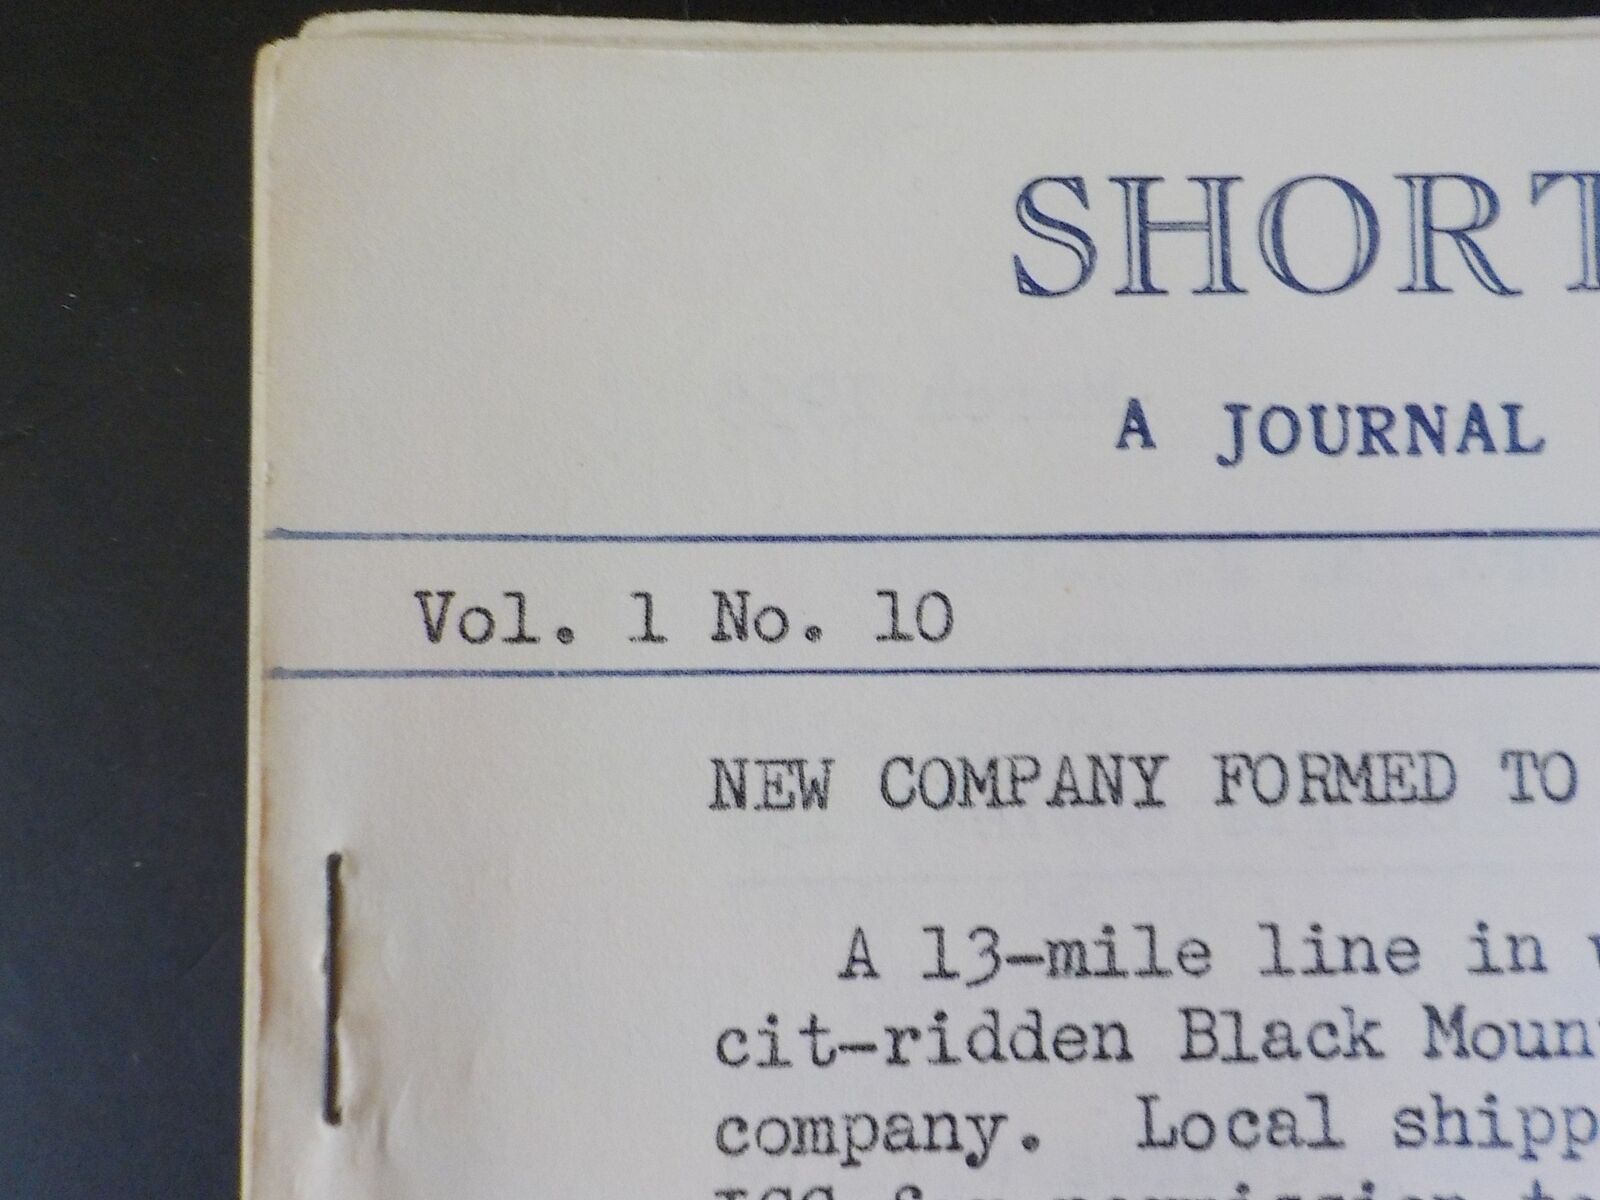 SHORT
A JOURNAL
Vol. 1 No. 10
NEW COMPANY FORMED TO
A 13-mile line in
cit-ridden Black Moun
company. Local shipp